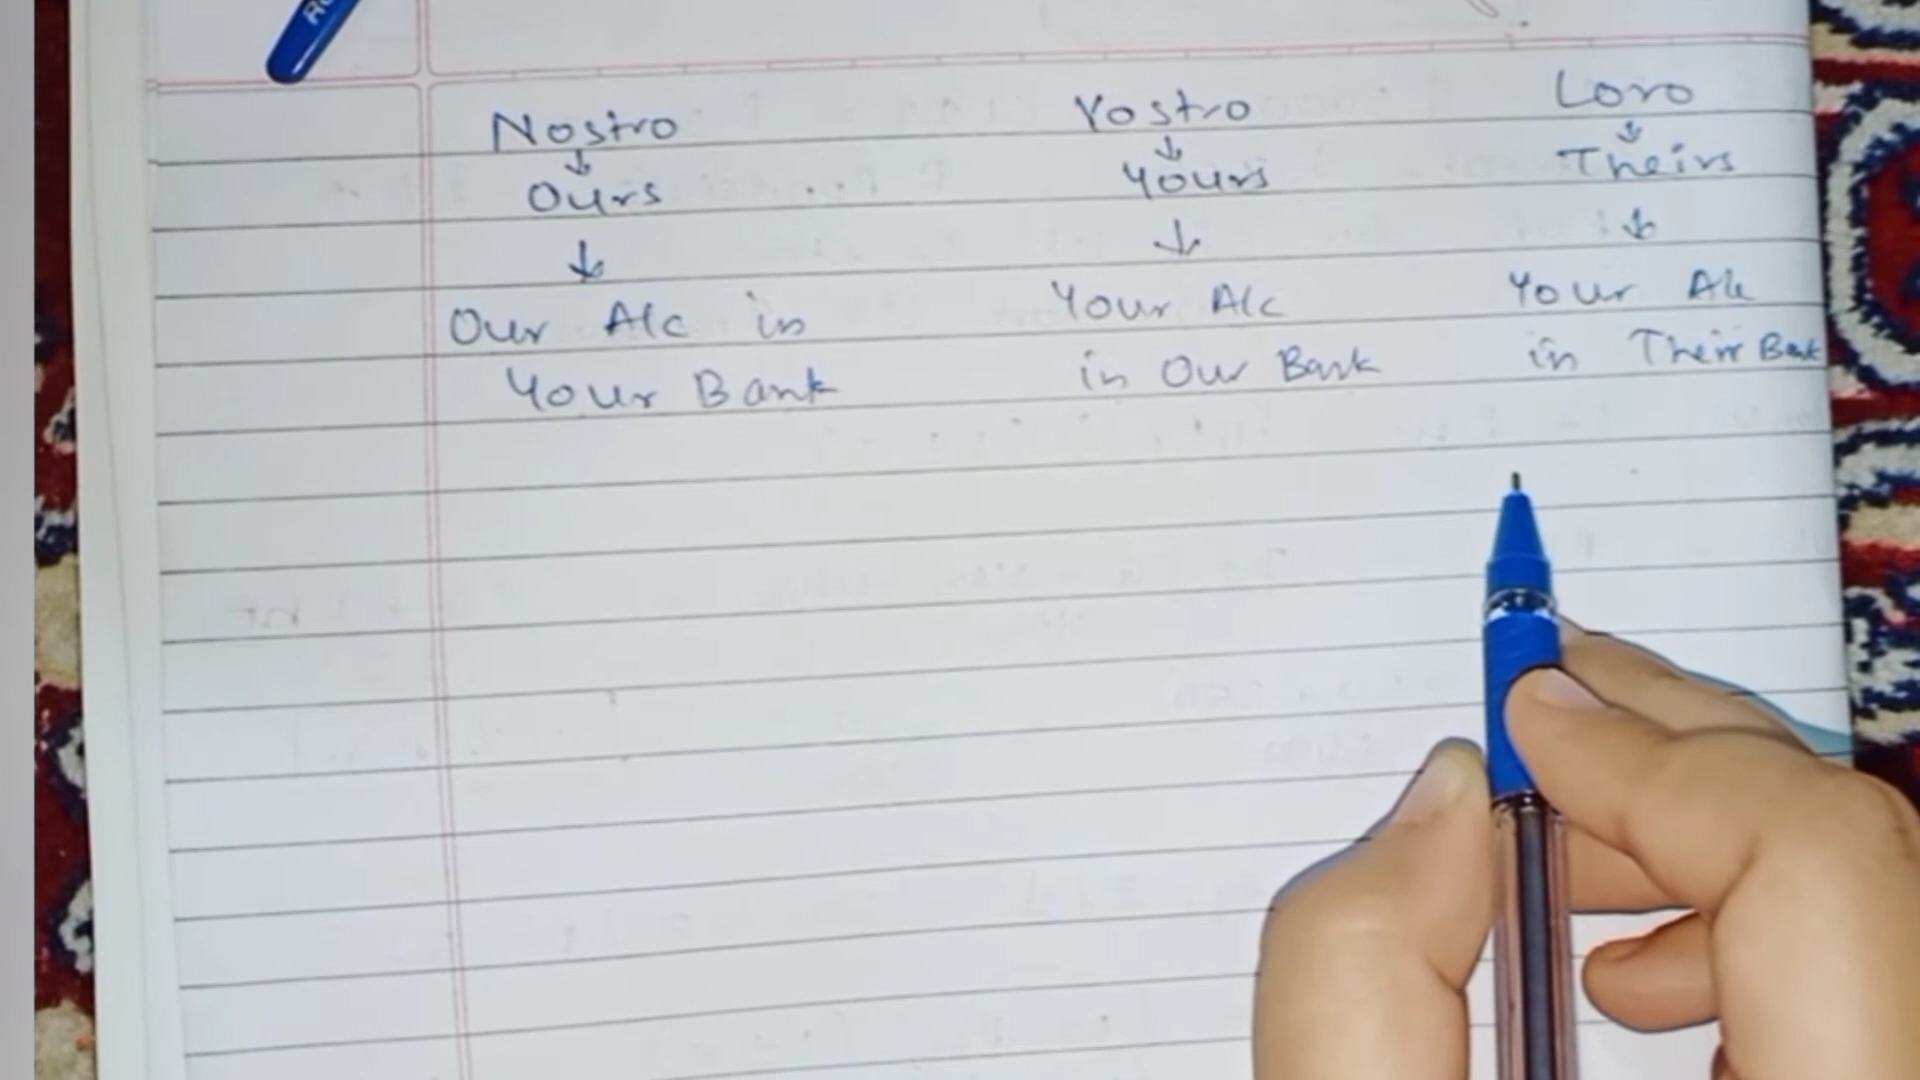 Nostro Vostro Loro
↓ ↓ ↓
Ours Yours Theirs
↓ ↓ ↓
Our A/c in Your A/c Your A/c
Your Bank in Our Bank in Their Bank